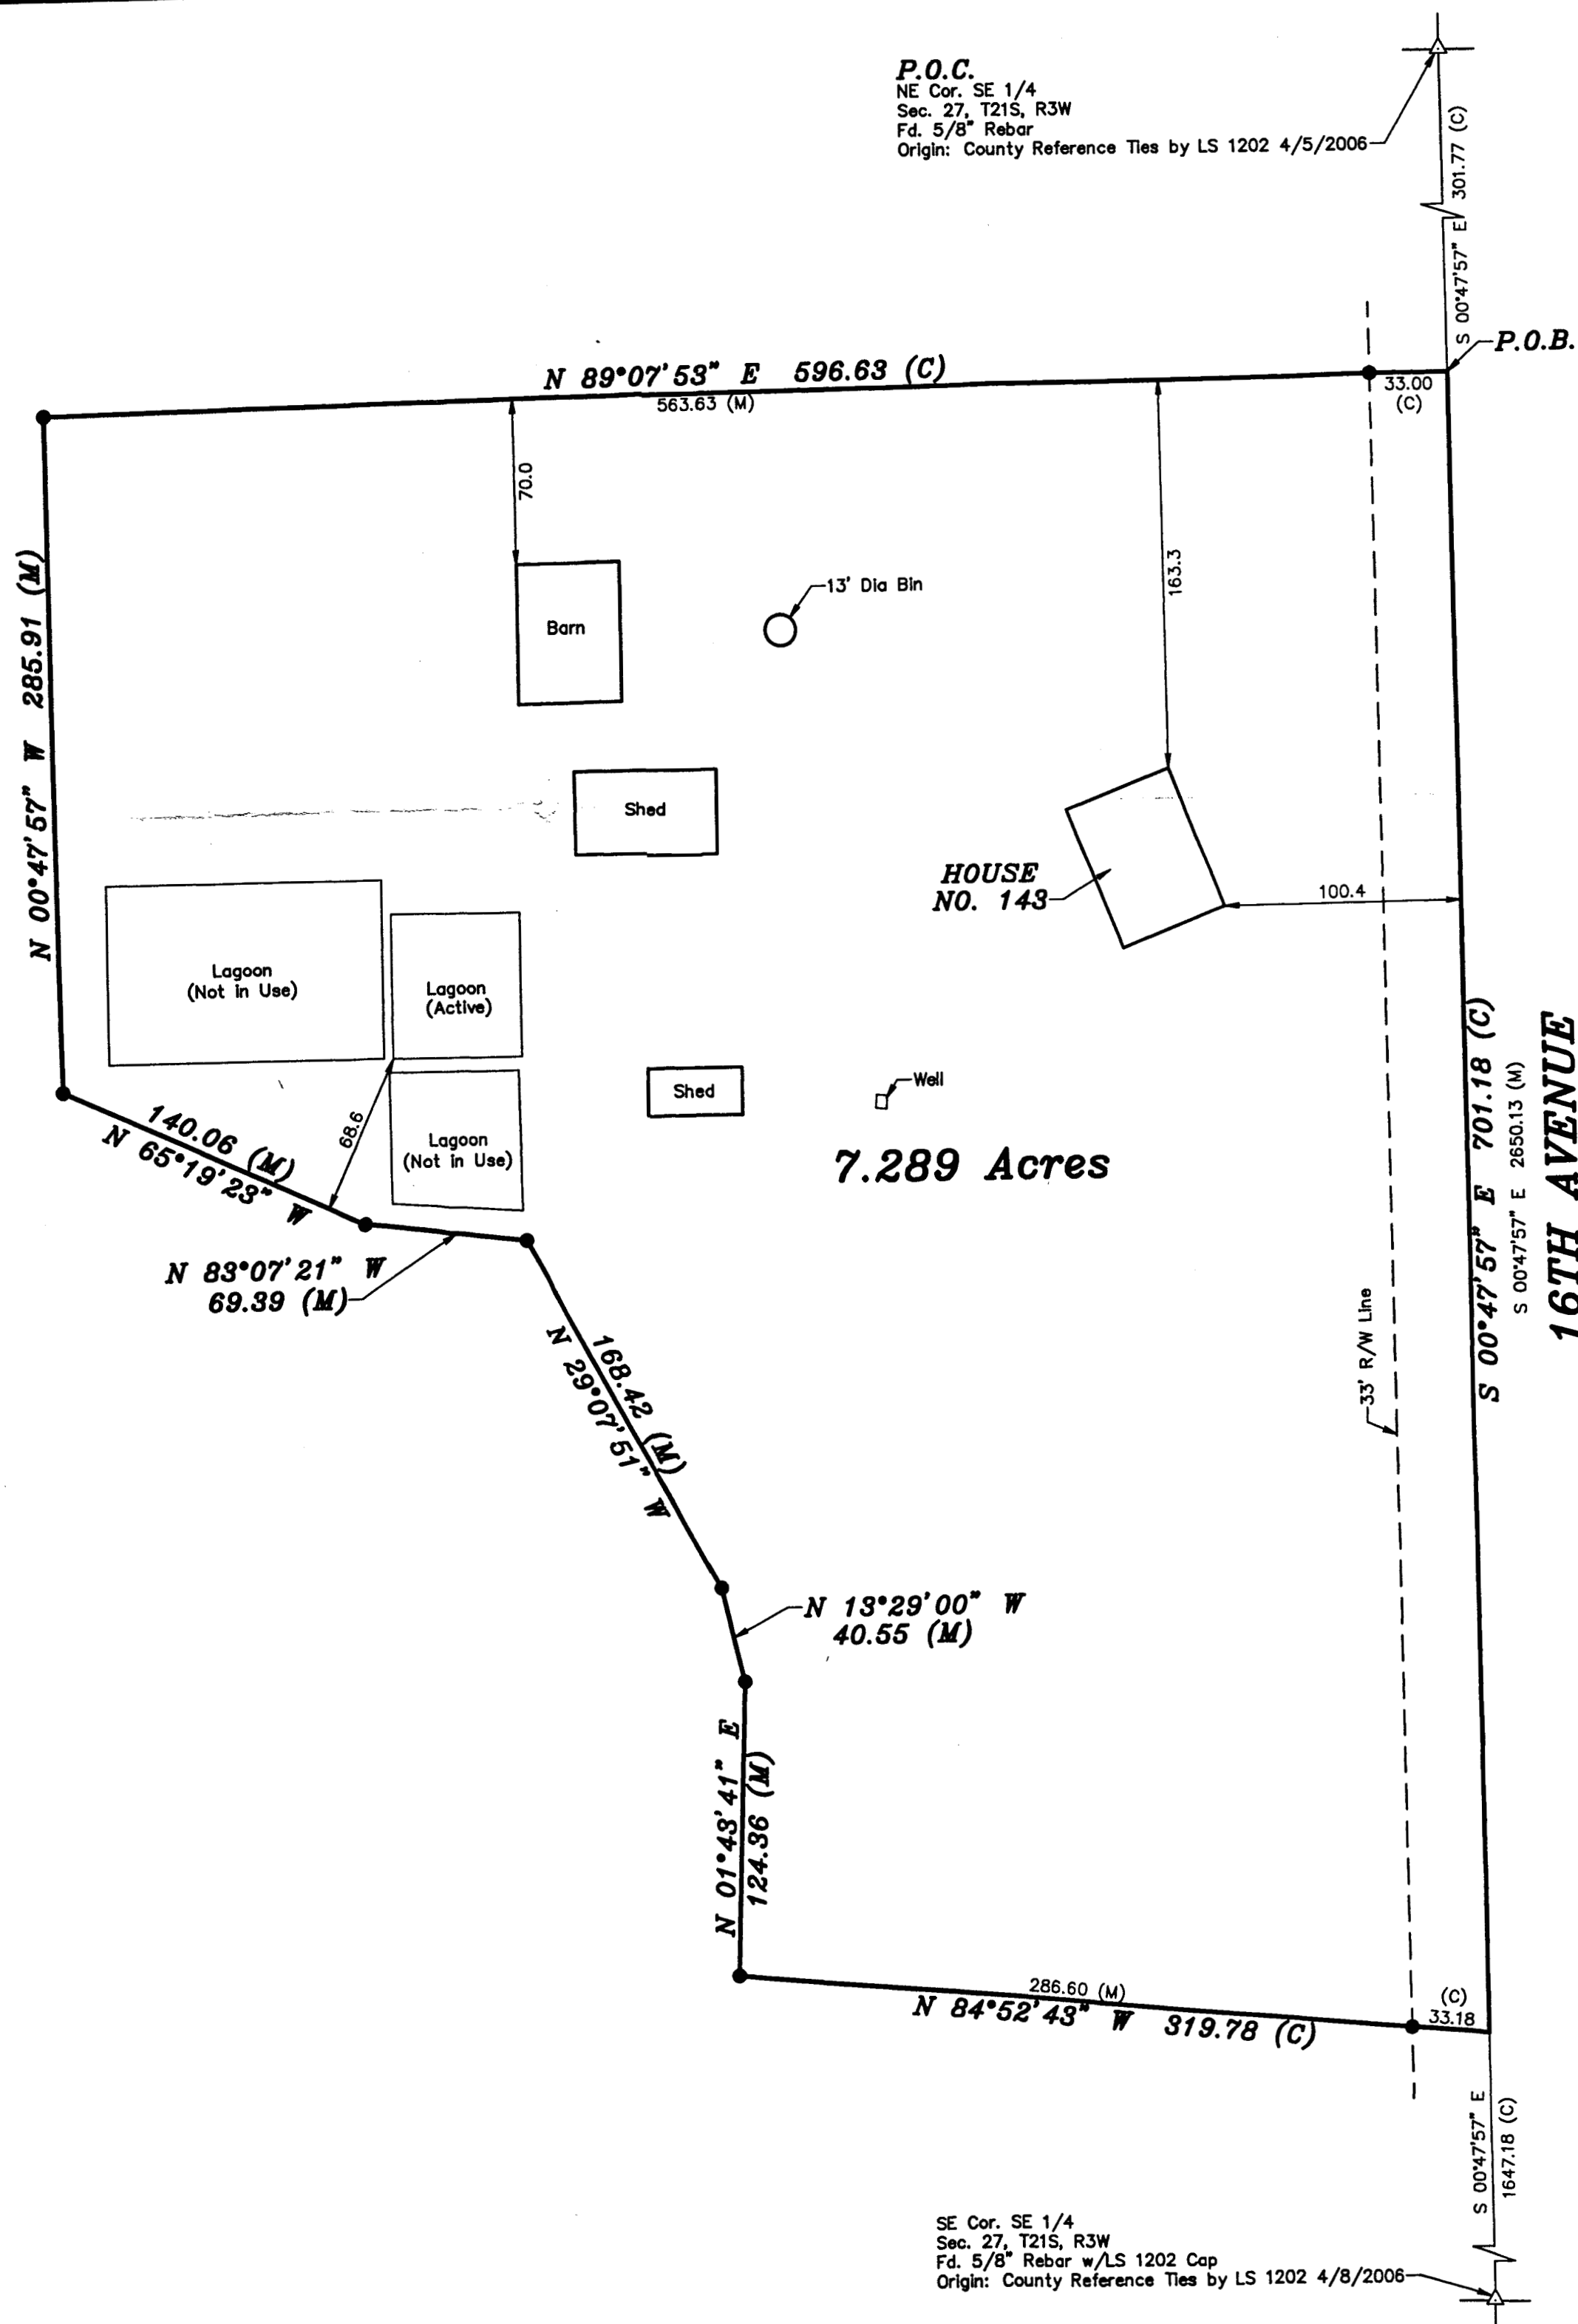 P.O.C.
NE Cor. SE 1/4
Sec. 27, T21S, R3W
Fd. 5/8" Rebar
Origin: County Reference Ties by LS 1202 4/5/2006
S 00°47'57" E 301.77 (C)
P.O.B.
N 89°07'53" E 596.63 (C)
563.63 (M)
33.00
(C)
70.0
163.3
N 00°47'57" W 285.91 (M)
Barn
13' Dia Bin
Shed
HOUSE
NO. 143
100.4
Lagoon
(Not in Use)
Lagoon
(Active)
Lagoon
(Not in Use)
68.6
Shed
Well
7.289 Acres
140.06 (M)
N 65°19'23" W
N 83°07'21" W
69.39 (M)
168.42 (M)
N 29°07'51" W
33' R/W Line
S 00°47'57" E 701.18 (C)
S 00°47'57" E 2650.13 (M)
16TH AVENUE
N 13°29'00" W
40.55 (M)
N 01°43'41" E
124.36 (M)
286.60 (M)
N 84°52'43" W 319.78 (C)
(C)
33.18
S 00°47'57" E
1647.18 (C)
SE Cor. SE 1/4
Sec. 27, T21S, R3W
Fd. 5/8" Rebar w/LS 1202 Cap
Origin: County Reference Ties by LS 1202 4/8/2006